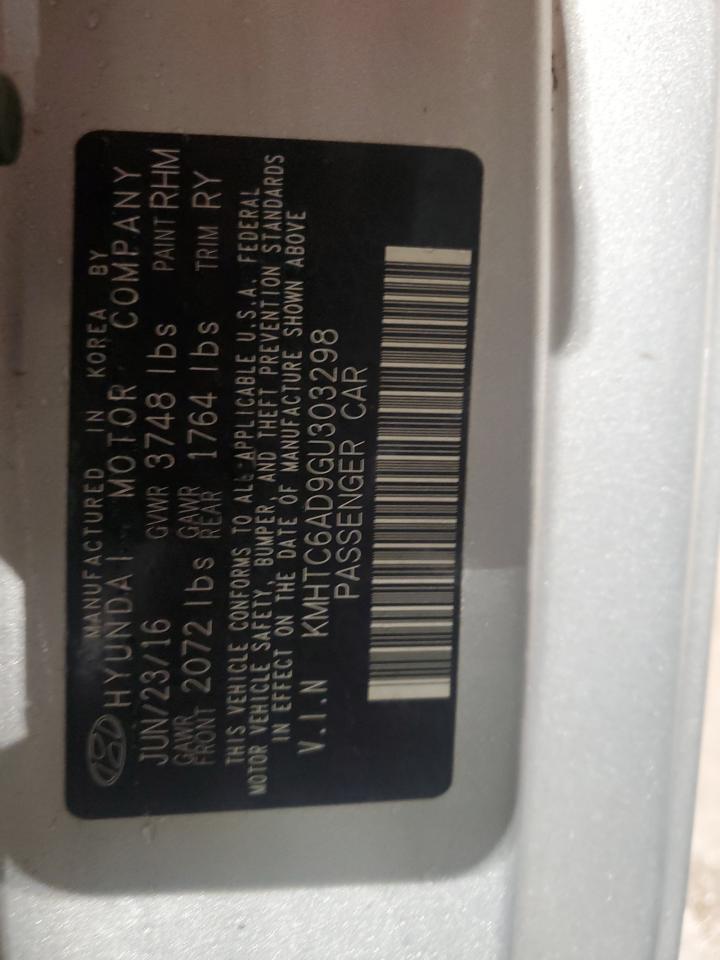 MANUFACTURED IN KOREA BY
HYUNDAI MOTOR COMPANY
JUN/23/16 GVWR 3748 lbs PAINT RHM
GAWR FRONT 2072 lbs GAWR REAR 1764 lbs TRIM RY
THIS VEHICLE CONFORMS TO ALL APPLICABLE U.S.A. FEDERAL
MOTOR VEHICLE SAFETY, BUMPER, AND THEFT PREVENTION STANDARDS
IN EFFECT ON THE DATE OF MANUFACTURE SHOWN ABOVE
V.I.N KMHTC6AD9GU303298
PASSENGER CAR